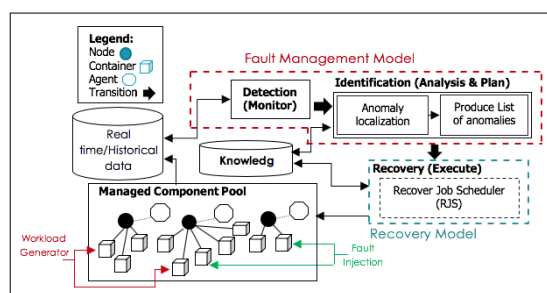 Legend:
Node
Container
Agent
Transition
Fault Management Model
Detection
(Monitor)
Identification (Analysis & Plan)
Anomaly
localization
Produce List
of anomalies
Real
time/Historical
data
Knowledg
Recovery (Execute)
Recover Job Scheduler
(RJS)
Recovery Model
Managed Component Pool
Workload
Generator
Fault
Injection